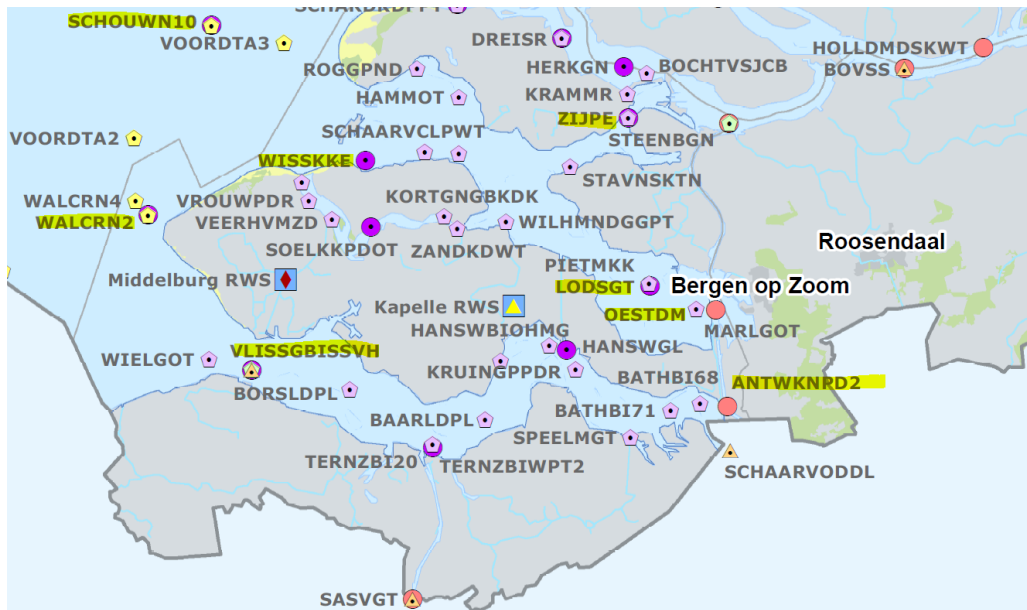 SCHOUWN10
VOORDTA3
DREISR
HOLLDMDSKWT
ROGGPND
HERKGN
BOCHTVSJCB
BOVSS
HAMMOT
KRAMMR
ZIJPE
SCHAARVCLPWT
STEENBGN
VOORDTA2
WISSKKE
STAVNSKTN
WALCRN4
VROUWPDR
KORTGNGBKDK
WALCRN2
VEERHVMZD
WILHMNDGGPT
SOELKKPDOT
ZANDKDWT
Roosendaal
PIETMKK
Middelburg RWS
LODSGT
Bergen op Zoom
Kapelle RWS
OESTDM
HANSWBIOHMG
MARLGOT
VLISSGBISSVH
HANSWGL
WIELGOT
KRUINGPPDR
BATHBI68
ANTWKNPD2
BORSLDPL
BAARLDPL
BATHBI71
SPEELMGT
TERNZBI20
TERNZBIWPT2
SCHAARVODDL
SASVGT